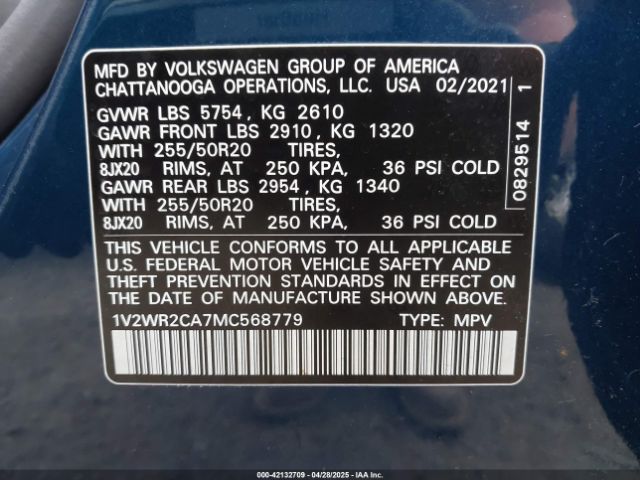 MFD BY VOLKSWAGEN GROUP OF AMERICA
CHATTANOOGA OPERATIONS, LLC. USA 02/2021
GVWR LBS 5754 , KG 2610
GAWR FRONT LBS 2910 , KG 1320
WITH 255/50R20 TIRES,
8JX20 RIMS, AT 250 KPA, 36 PSI COLD
GAWR REAR LBS 2954 , KG 1340
WITH 255/50R20 TIRES,
8JX20 RIMS, AT 250 KPA, 36 PSI COLD
THIS VEHICLE CONFORMS TO ALL APPLICABLE
U.S. FEDERAL MOTOR VEHICLE SAFETY AND
THEFT PREVENTION STANDARDS IN EFFECT ON
THE DATE OF MANUFACTURE SHOWN ABOVE.
1V2WR2CA7MC568779 TYPE: MPV
0829514 1
000-42132709 - 04/28/2025 - IAAI.COM